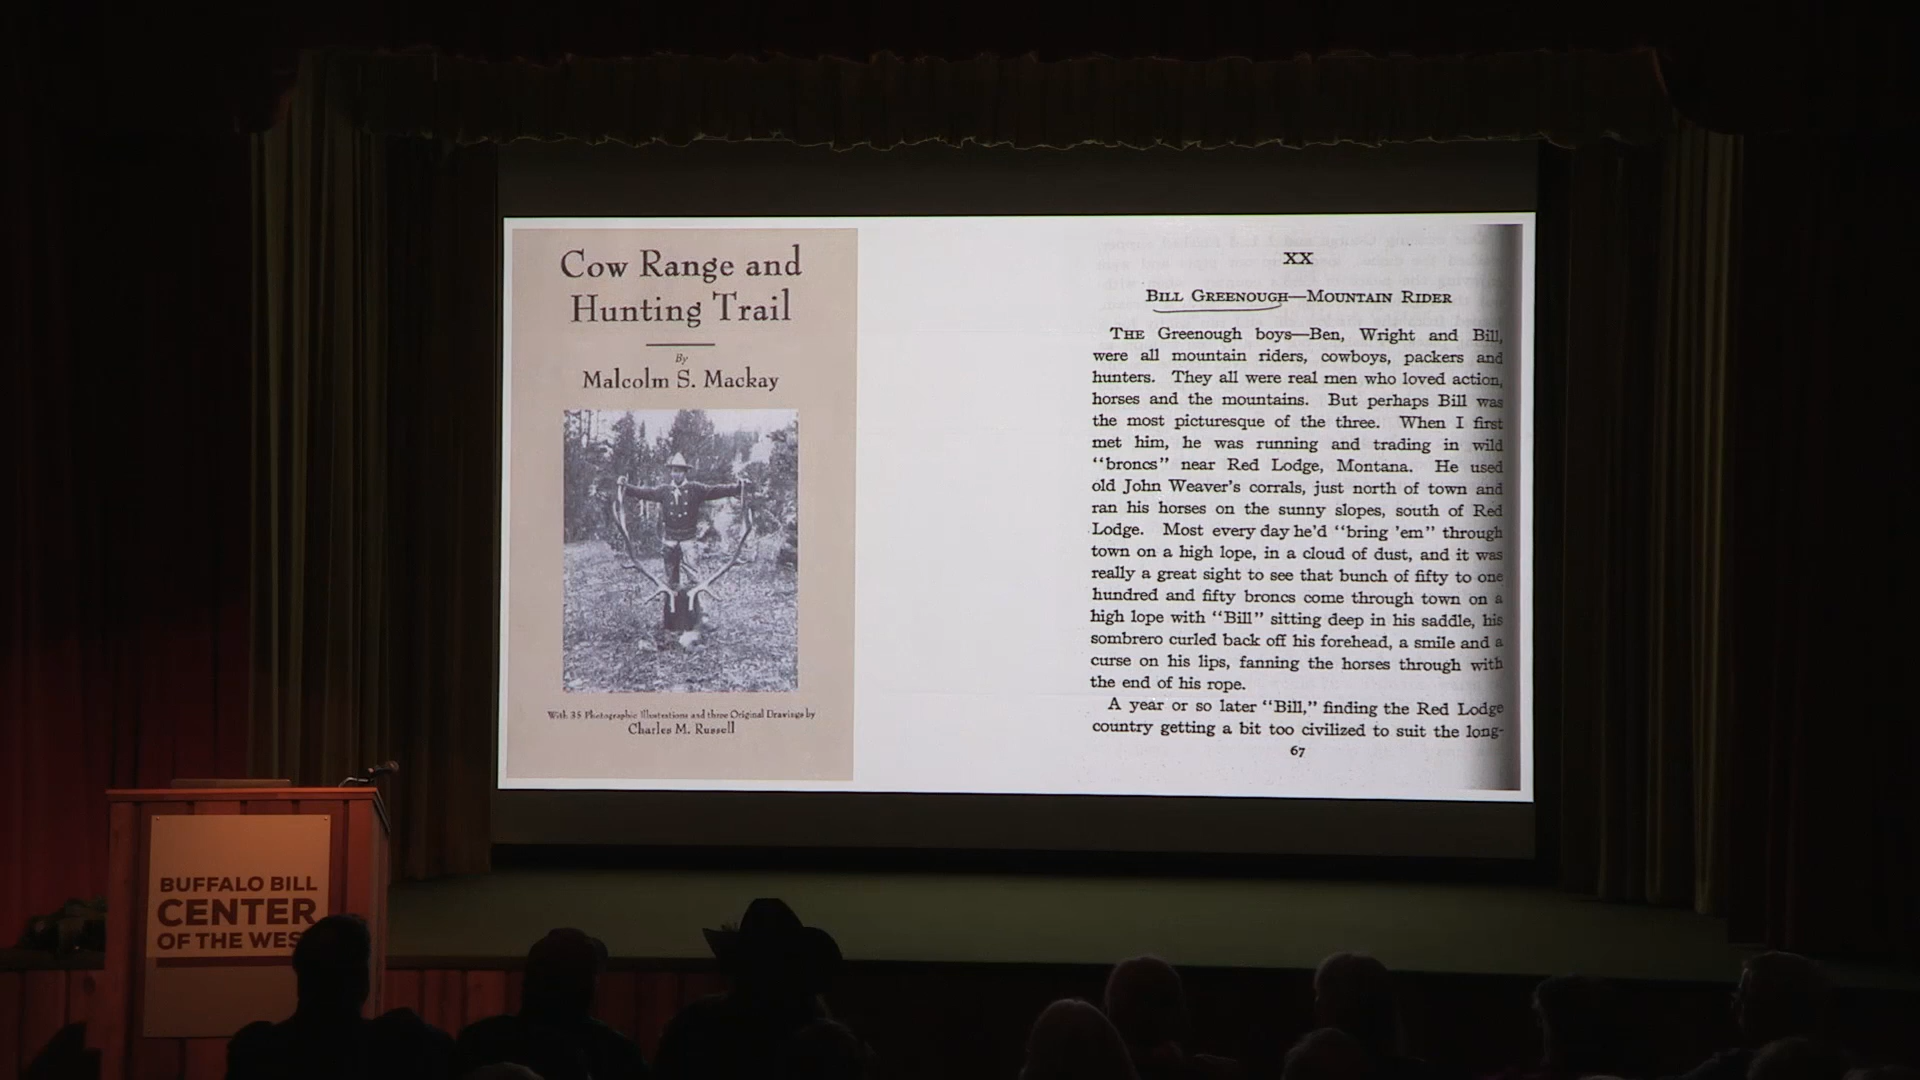 Cow Range and
Hunting Trail
By
Malcolm S. Mackay
With 35 Photographic Illustrations and three Original Drawings by
Charles M. Russell
XX
BILL GREENOUGH—MOUNTAIN RIDER
THE Greenough boys—Ben, Wright and Bill,
were all mountain riders, cowboys, packers and
hunters. They all were real men who loved action,
horses and the mountains. But perhaps Bill was
the most picturesque of the three. When I first
met him, he was running and trading in wild
“broncs” near Red Lodge, Montana. He used
old John Weaver's corrals, just north of town and
ran his horses on the sunny slopes, south of Red
Lodge. Most every day he'd “bring 'em” through
town on a high lope, in a cloud of dust, and it was
really a great sight to see that bunch of fifty to one
hundred and fifty broncs come through town on a
high lope with “Bill” sitting deep in his saddle, his
sombrero curled back off his forehead, a smile and a
curse on his lips, fanning the horses through with
the end of his rope.
A year or so later “Bill,” finding the Red Lodge
country getting a bit too civilized to suit the long-
67
BUFFALO BILL
CENTER
OF THE WES